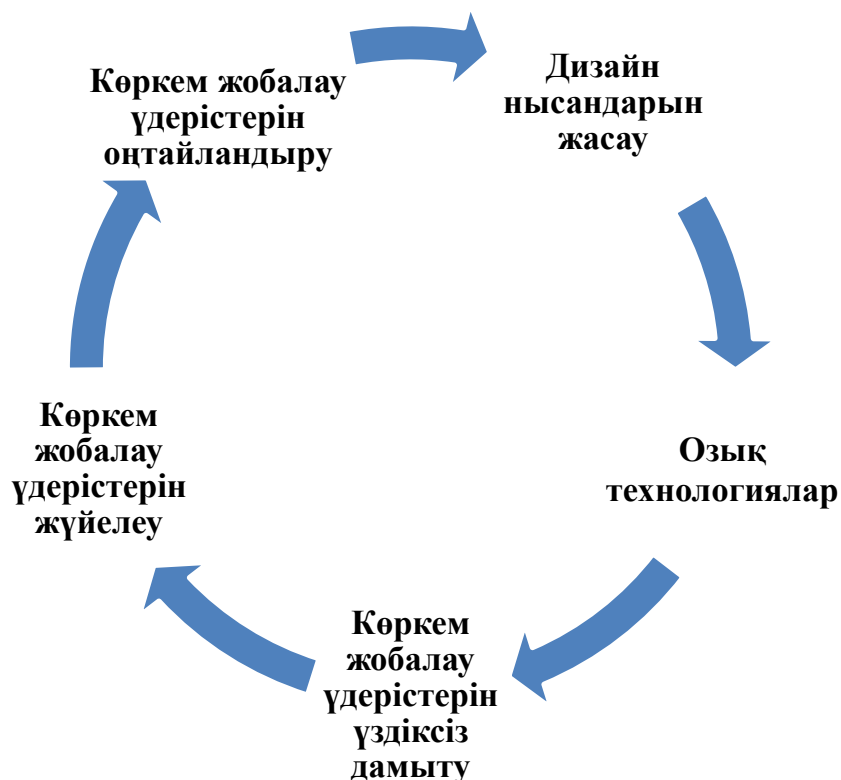 Көркем жобалау
үдерістерін
оңтайландыру
Дизайн
нысандарын
жасау
Озық
технологиялар
Көркем
жобалау
үдерістерін
үздіксіз
дамыту
Көркем
жобалау
үдерістерін
жүйелеу